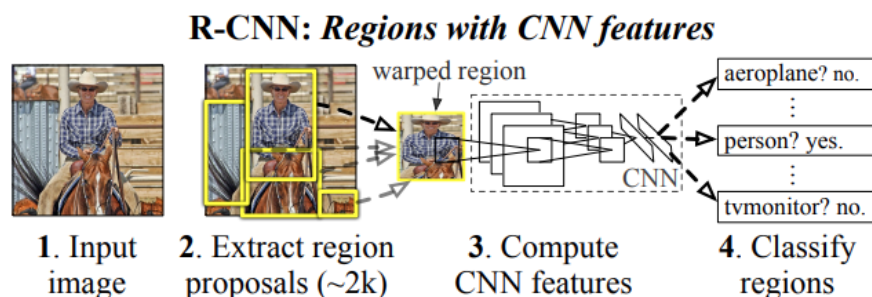 R-CNN: Regions with CNN features
warped region
aeroplane? no.
person? yes.
tvmonitor? no.
CNN
1. Input
image
2. Extract region
proposals (~2k)
3. Compute
CNN features
4. Classify
regions